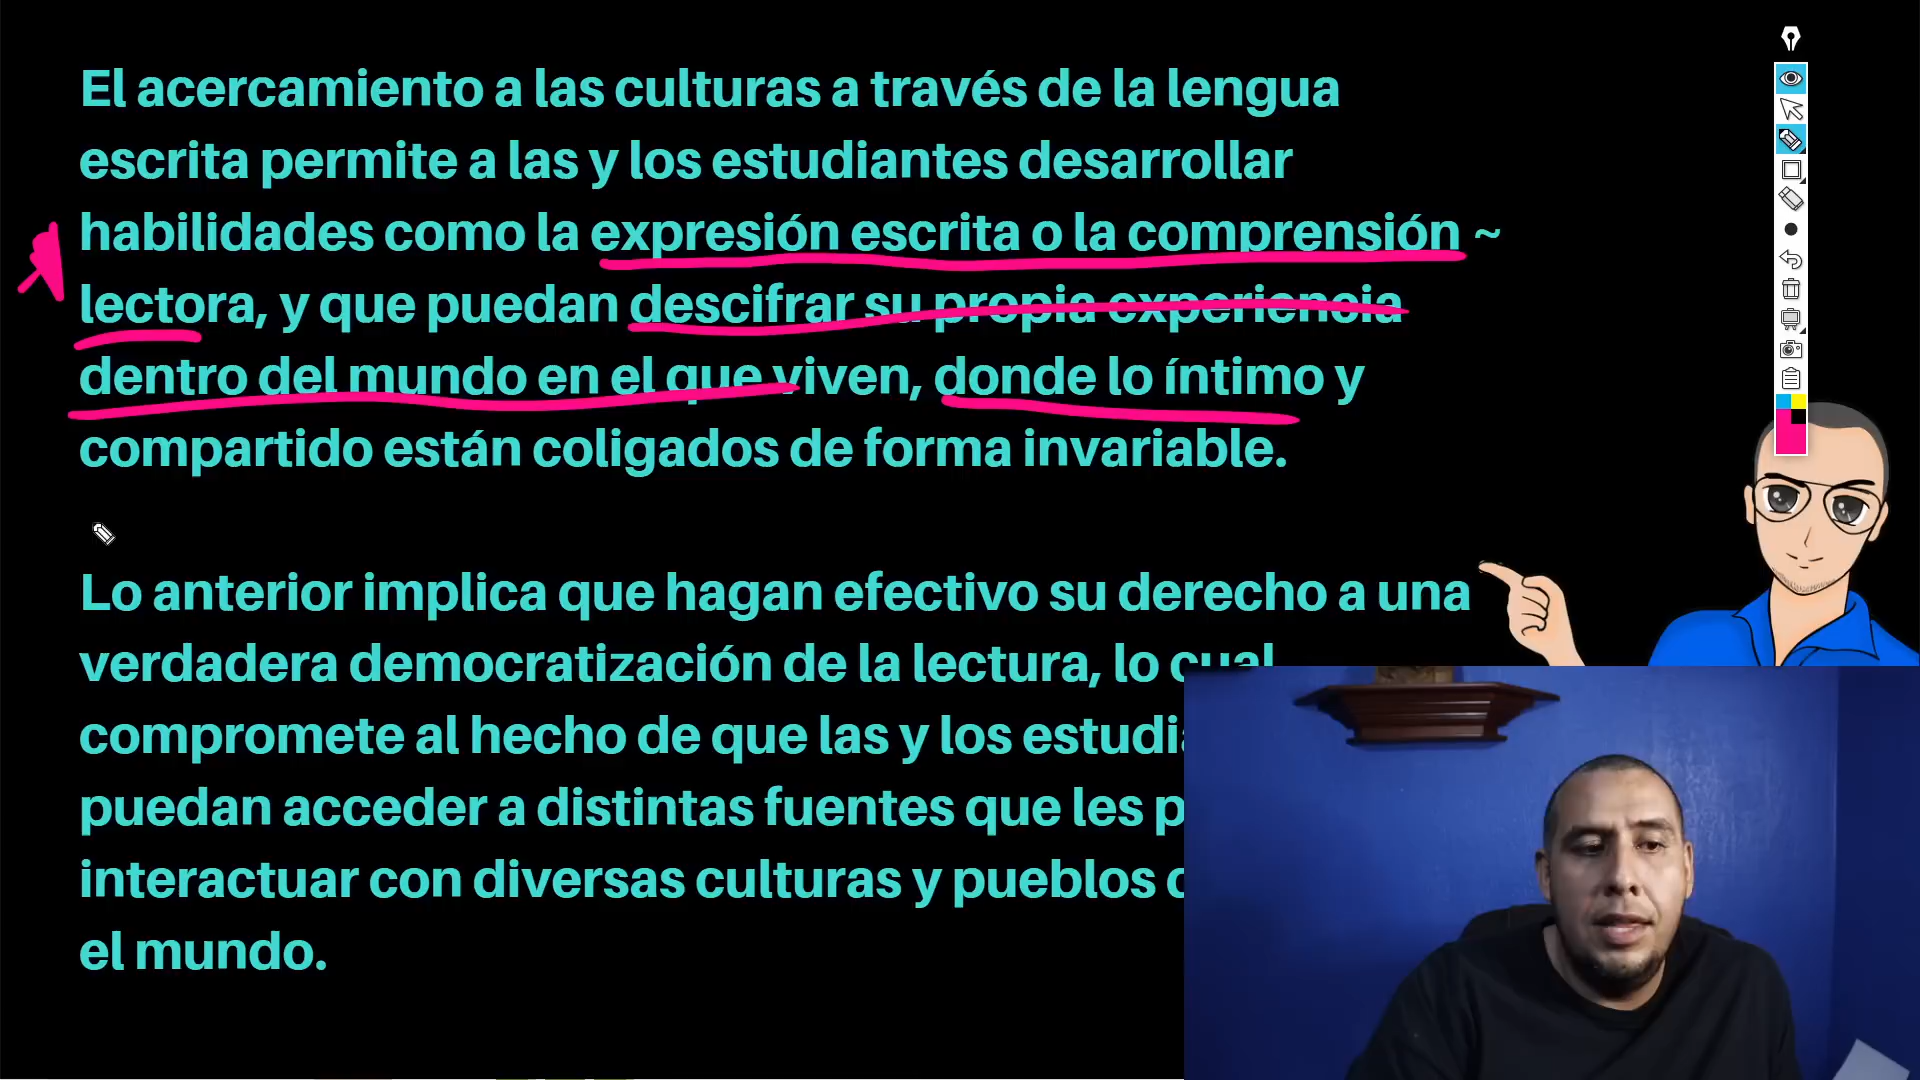 El acercamiento a las culturas a través de la lengua
escrita permite a las y los estudiantes desarrollar
habilidades como la expresión escrita o la comprensión ~
lectora, y que puedan descifrar su propia experiencia
dentro del mundo en el que viven, donde lo íntimo y
compartido están coligados de forma invariable.
Lo anterior implica que hagan efectivo su derecho a una
verdadera democratización de la lectura, lo cual
compromete al hecho de que las y los
puedan acceder a distintas fuentes que les
interactuar con diversas culturas y pueblos
el mundo.